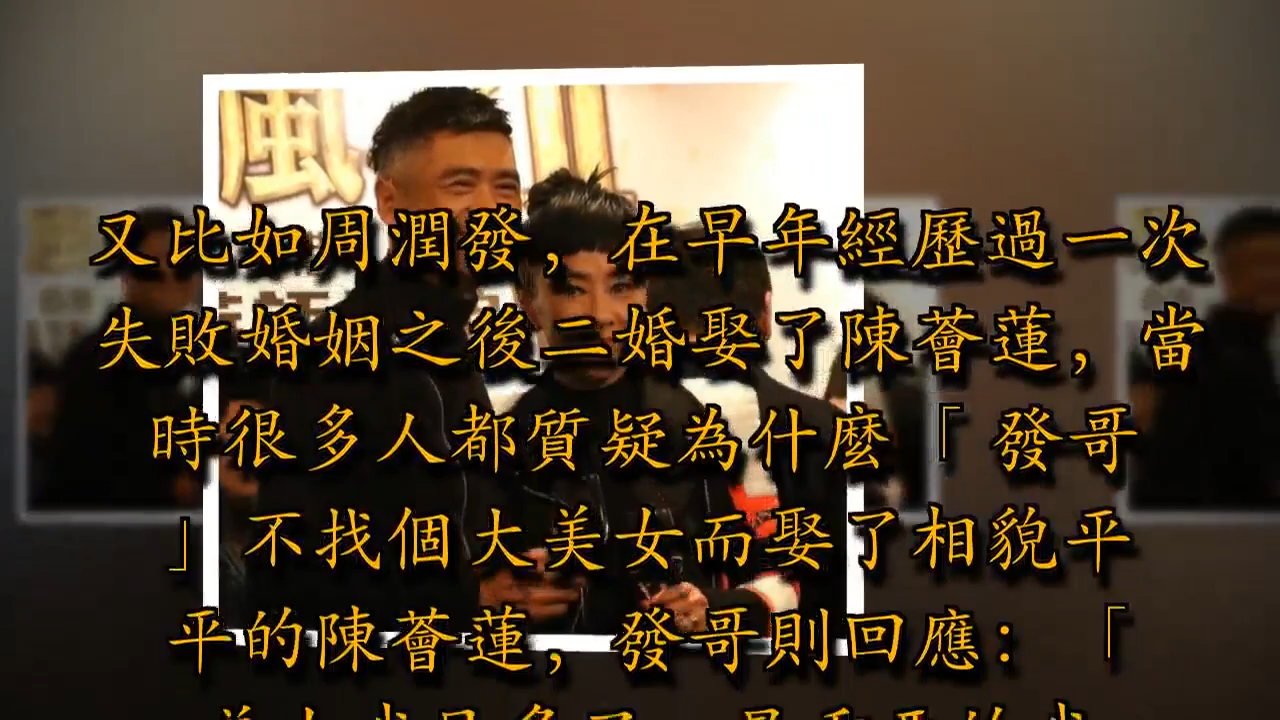 風
又比如周潤發，在早年經歷過一次
失敗婚姻之後二婚娶了陳薈蓮，當
時很多人都質疑為什麼「發哥
」不找個大美女而娶了相貌平
平的陳薈蓮，發哥則回應：「